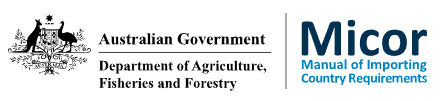 Australian Government
Department of Agriculture,
Fisheries and Forestry
Micor
Manual of Importing
Country Requirements